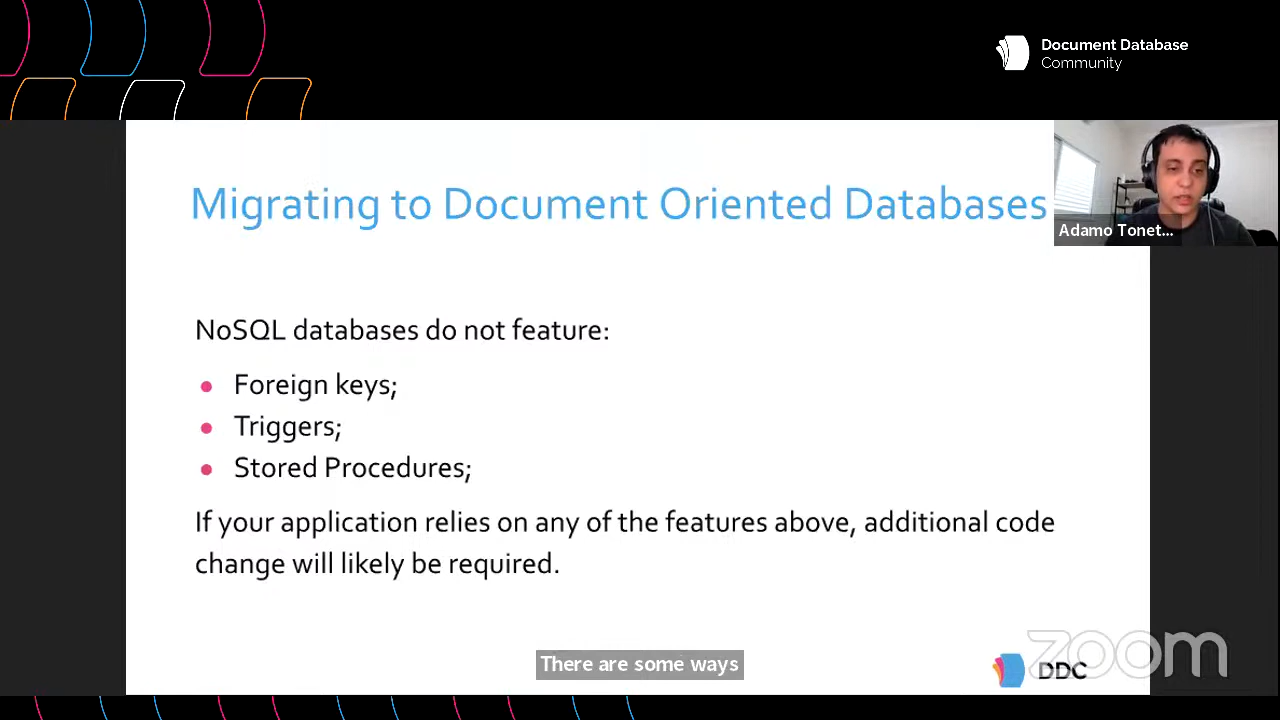 Document Database
Community
Migrating to Document Oriented Databases
Adamo Tonet...
NoSQL databases do not feature:
Foreign keys;
Triggers;
Stored Procedures;
If your application relies on any of the features above, additional code
change will likely be required.
There are some ways
zoom
DDC